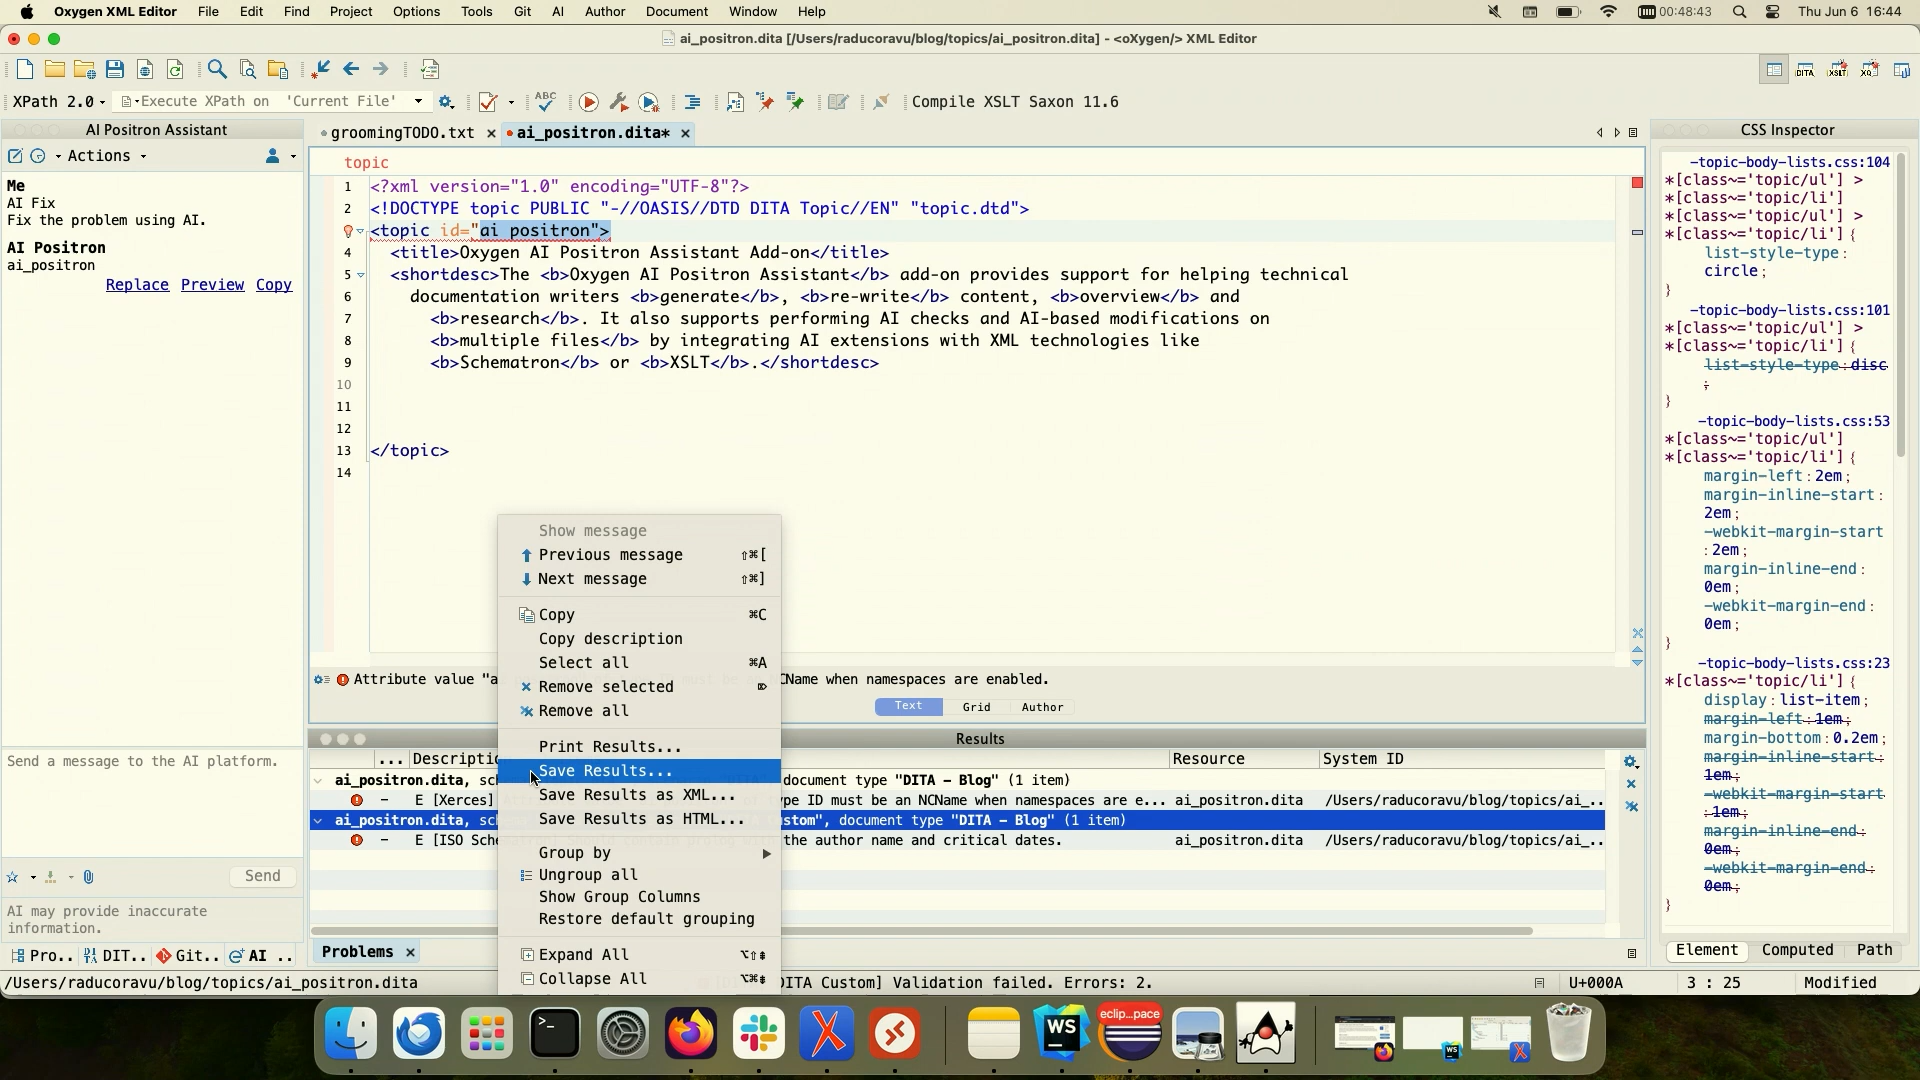 Oxygen XML Editor File Edit Find Project Options Tools Git AI Author Document Window Help 00:48:43 Thu Jun 6 16:44
ai_positron.dita [/Users/raducoravu/blog/topics/ai_positron.dita] - <oXygen/> XML Editor
DITA XSLT XQ
XPath 2.0 Execute XPath on 'Current File' ABC Compile XSLT Saxon 11.6
AI Positron Assistant
Actions
Me
AI Fix
Fix the problem using AI.
AI Positron
ai_positron
Replace Preview Copy
Send a message to the AI platform.
Send
AI may provide inaccurate
information.
Pro.. DIT.. Git.. AI ..
groomingTODO.txt ai_positron.dita*
topic
1 <?xml version="1.0" encoding="UTF-8"?>
2 <!DOCTYPE topic PUBLIC "-//OASIS//DTD DITA Topic//EN" "topic.dtd">
<topic id="ai positron">
4 <title>Oxygen AI Positron Assistant Add-on</title>
5 <shortdesc>The <b>Oxygen AI Positron Assistant</b> add-on provides support for helping technical
6 documentation writers <b>generate</b>, <b>re-write</b> content, <b>overview</b> and
7 <b>research</b>. It also supports performing AI checks and AI-based modifications on
8 <b>multiple files</b> by integrating AI extensions with XML technologies like
9 <b>Schematron</b> or <b>XSLT</b>.</shortdesc>
10
11
12
13 </topic>
14
Attribute value "a CName when namespaces are enabled.
Text Grid Author
Show message
Previous message ⇧⌘[
Next message ⇧⌘]
Copy ⌘C
Copy description
Select all ⌘A
Remove selected ⌦
Remove all
Print Results...
Save Results...
Save Results as XML...
Save Results as HTML...
Group by
Ungroup all
Show Group Columns
Restore default grouping
Expand All
Collapse All
Results
... Descriptio Resource System ID
ai_positron.dita, sch document type "DITA – Blog" (1 item)
E [Xerces] type ID must be an NCName when namespaces are e... ai_positron.dita /Users/raducoravu/blog/topics/ai_..
ai_positron.dita, sche ustom", document type "DITA – Blog" (1 item)
E [ISO Sche the author name and critical dates. ai_positron.dita /Users/raducoravu/blog/topics/ai_..
Problems
/Users/raducoravu/blog/topics/ai_positron.dita DITA Custom] Validation failed. Errors: 2. U+000A 3 : 25 Modified
CSS Inspector
-topic-body-lists.css:104
*[class~='topic/ul'] >
*[class~='topic/li']
*[class~='topic/ul'] >
*[class~='topic/li'] {
list-style-type:
circle;
}
-topic-body-lists.css:101
*[class~='topic/ul'] >
*[class~='topic/li'] {
list-style-type:disc
;
}
-topic-body-lists.css:53
*[class~='topic/ul']
*[class~='topic/li'] {
margin-left:2em;
margin-inline-start:
2em;
-webkit-margin-start
:2em;
margin-inline-end:
0em;
-webkit-margin-end:
0em;
}
-topic-body-lists.css:23
*[class~='topic/li'] {
display:list-item;
margin-left:1em;
margin-bottom:0.2em;
margin-inline-start:
1em;
-webkit-margin-start
:1em;
margin-inline-end:
0em;
-webkit-margin-end:
0em;
}
Element Computed Path
WS
eclip...pace